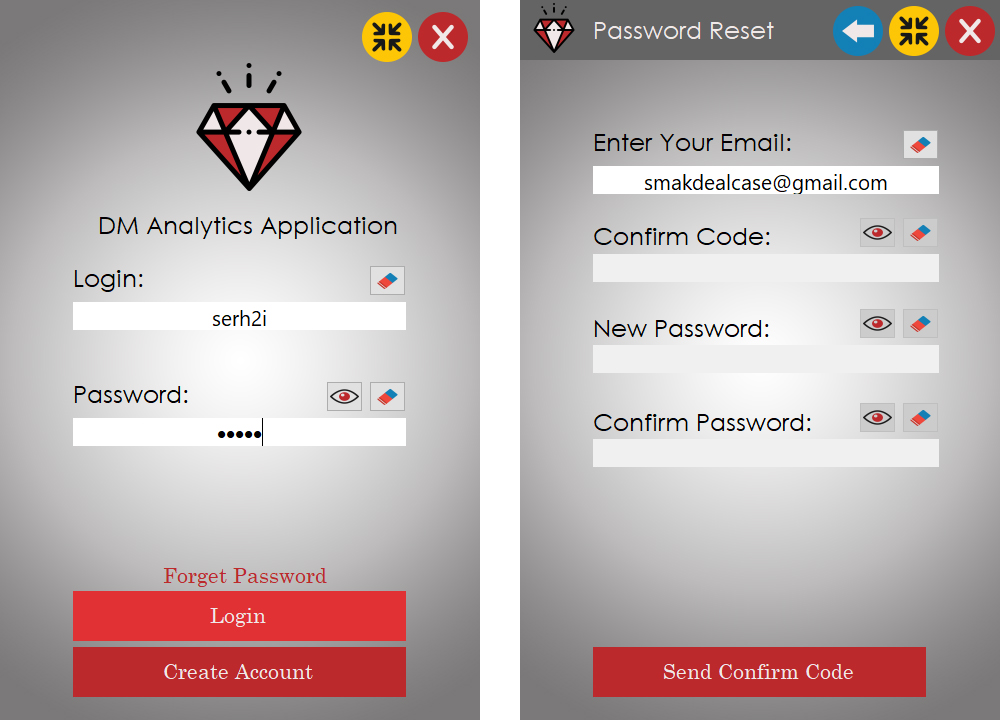 DM Analytics Application
Login:
serh2i
Password:
•••••
Forget Password
Login
Create Account
Password Reset
Enter Your Email:
smakdealcase@gmail.com
Confirm Code:
New Password:
Confirm Password:
Send Confirm Code